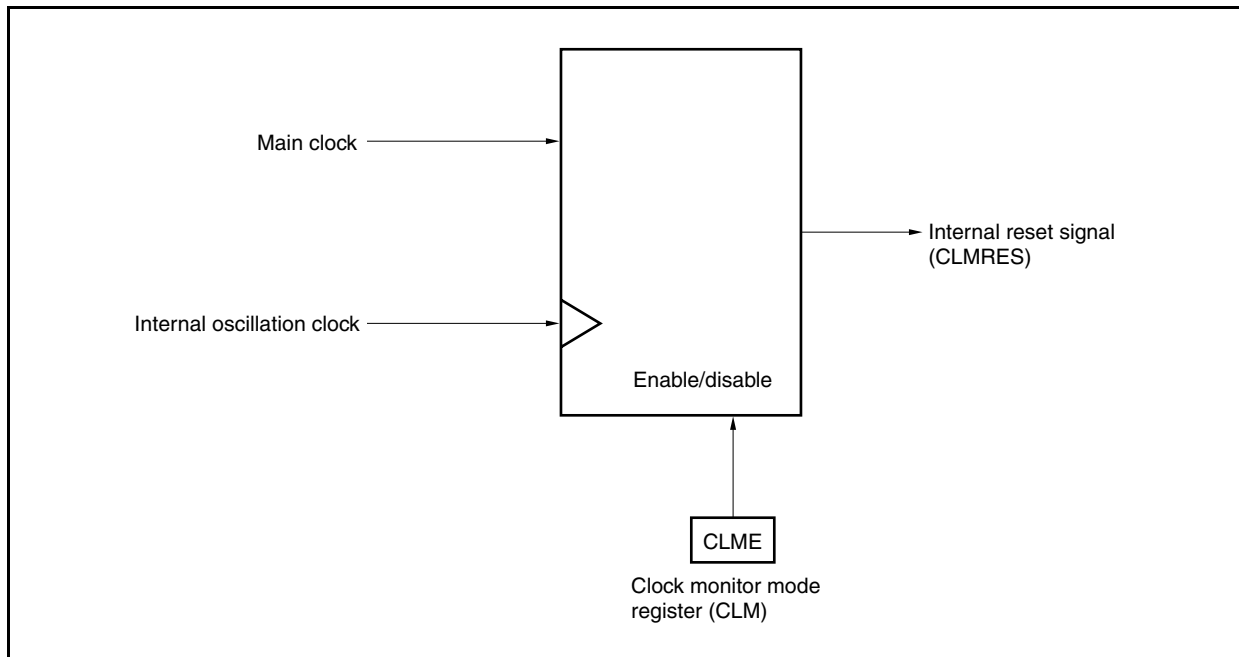 Main clock
Internal reset signal
(CLMRES)
Internal oscillation clock
Enable/disable
CLME
Clock monitor mode
register (CLM)